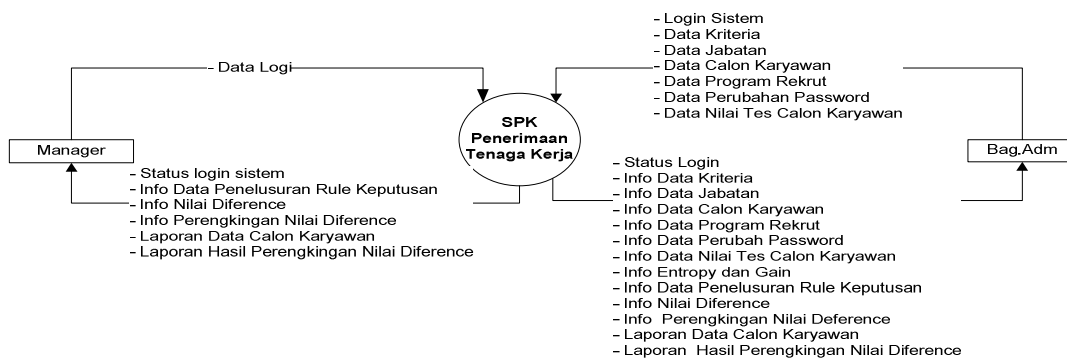 - Login Sistem
- Data Kriteria
- Data Jabatan
- Data Calon Karyawan
- Data Program Rekrut
- Data Perubahan Password
- Data Nilai Tes Calon Karyawan
- Data Logi
SPK
Penerimaan
Tenaga Kerja
Manager
Bag.Adm
- Status login sistem
- Info Data Penelusuran Rule Keputusan
- Info Nilai Diference
- Info Perengkingan Nilai Diference
- Laporan Data Calon Karyawan
- Laporan Hasil Perengkingan Nilai Diference
- Status Login
- Info Data Kriteria
- Info Data Jabatan
- Info Data Calon Karyawan
- Info Data Program Rekrut
- Info Data Perubah Password
- Info Data Nilai Tes Calon Karyawan
- Info Entropy dan Gain
- Info Data Penelusuran Rule Keputusan
- Info Nilai Diference
- Info Perengkingan Nilai Deference
- Laporan Data Calon Karyawan
- Laporan Hasil Perengkingan Nilai Diference